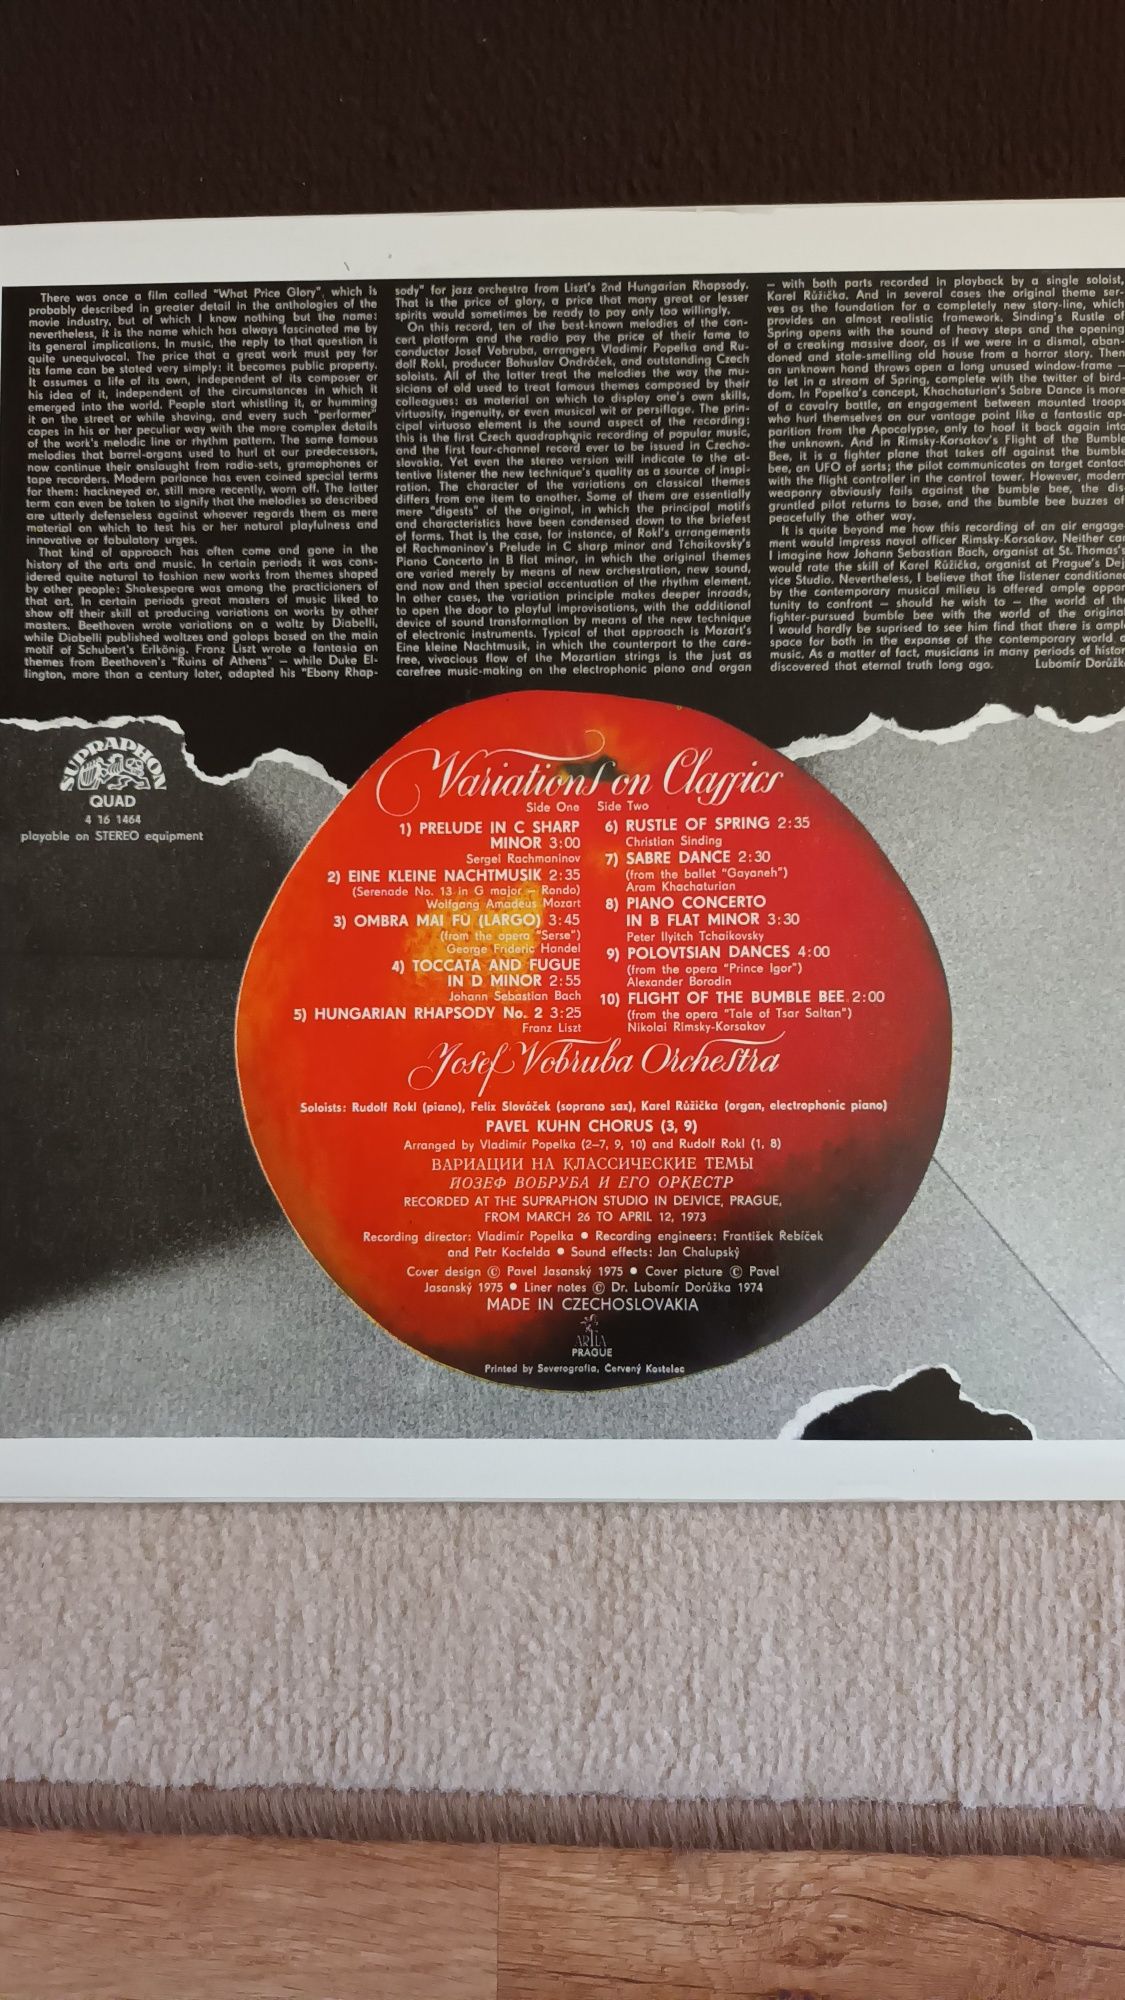 There was once a film called "What Price Glory", which is
probably described in greater detail in the anthologies of the
movie industry, but of which I know nothing but the name:
nevertheless, it is the name which has always fascinated me by
its general implications. In music, the reply to that question is
quite unequivocal. The price that a great work must pay for
its fame can be stated very simply: it becomes public property.
It assumes a life of its own, independent of its composer or
his idea of it, independent of the circumstances in which it
emerged into the world. People start whistling it, or humming
it on the street or while shaving, and every such "performer"
copes in his or her peculiar way with the more complex details
of the work's melodic line or rhythm pattern. The same famous
melodies that barrel-organs used to hurl at our predecessors,
now continue their onslaught from radio-sets, gramophones or
tape recorders. Modern parlance has even coined special terms
for them: hackneyed or, still more recently, worn off. The latter
term can even be taken to signify that the melodies so described
are utterly defenseless against whoever regards them as mere
material on which to test his or her natural playfulness and
innovative or fabulatory urges.
That kind of approach has often come and gone in the
history of the arts and music. In certain periods it was cons-
idered quite natural to fashion new works from themes shaped
by other people: Shakespeare was among the practicioners of
that art. In certain periods great masters of music liked to
show off their skill at producing variations on works by other
masters. Beethoven wrote variations on a waltz by Diabelli,
while Diabelli published waltzes and galops based on the main
motif of Schubert's Erlkönig. Franz Liszt wrote a fantasia on
themes from Beethoven's "Ruins of Athens" – while Duke El-
lington, more than a century later, adapted his "Ebony Rhap-
sody" for jazz orchestra from Liszt's 2nd Hungarian Rhapsody.
That is the price of glory, a price that many great or lesser
spirits would sometimes be ready to pay only too willingly.
On this record, ten of the best-known melodies of the con-
cert platform and the radio pay the price of their fame to
conductor Josef Vobruba, arrangers Vladimír Popelka and Ru-
dolf Rokl, producer Bohuslav Ondráček, and outstanding Czech
soloists. All of the latter treat the melodies the way the mu-
sicians of old used to treat famous themes composed by their
colleagues: as material on which to display one's own skills,
virtuosity, ingenuity, or even musical wit or persiflage. The prin-
cipal virtuoso element is the sound aspect of the recording:
this is the first Czech quadraphonic recording of popular music,
and the first four-channel record ever to be issued in Czecho-
slovakia. Yet even the stereo version will indicate to the at-
tentive listener the new technique's quality as a source of inspi-
ration. The character of the variations on classical themes
differs from one item to another. Some of them are essentially
mere "digests" of the original, in which the principal motifs
and characteristics have been condensed down to the briefest
of forms. That is the case, for instance, of Rokl's arrangements
of Rachmaninov's Prelude in C sharp minor and Tchaikovsky's
Piano Concerto in B flat minor, in which the original themes
are varied merely by means of new orchestration, new sound,
and now and then special accentuation of the rhythm element.
In other cases, the variation principle makes deeper inroads,
to open the door to playful improvisations, with the additional
device of sound transformation by means of the new technique
of electronic instruments. Typical of that approach is Mozart's
Eine kleine Nachtmusik, in which the counterpart to the care-
free, vivacious flow of the Mozartian strings is the just as
carefree music-making on the electrophonic piano and organ
– with both parts recorded in playback by a single soloist,
Karel Růžička. And in several cases the original theme ser-
ves as the foundation for a completely new story-line, which
provides an almost realistic framework. Sinding's Rustle of
Spring opens with the sound of heavy steps and the opening
of a creaking massive door, as if we were in a dismal, aban-
doned and stale-smelling old house from a horror story. Then
an unknown hand throws open a long unused window-frame –
to let in a stream of Spring, complete with the twitter of bird-
dom. In Popelka's concept, Khachaturian's Sabre Dance is more
of a cavalry battle, an engagement between mounted troops
who hurl themselves on our vantage point like a fantastic ap-
parition from the Apocalypse, only to hoof it back again into
the unknown. And in Rimsky-Korsakov's Flight of the Bumble
Bee, it is a fighter plane that takes off against the bumble
bee, an UFO of sorts; the pilot communicates on target contact
with the flight controller in the control tower. However, modern
weaponry obviously fails against the bumble bee, the dis-
gruntled pilot returns to base, and the bumble bee buzzes of
peacefully the other way.
It is quite beyond me how this recording of an air engage-
ment would impress naval officer Rimsky-Korsakov. Neither can
I imagine how Johann Sebastian Bach, organist at St. Thomas's
would rate the skill of Karel Růžička, organist at Prague's Dej
vice Studio. Nevertheless, I believe that the listener conditioned
by the contemporary musical milieu is offered ample oppor
tunity to confront – should he wish to – the world of the
fighter-pursued bumble bee with the world of the original
I would hardly be suprised to see him find that there is ample
space for both in the expanse of the contemporary world o
music. As a matter of fact, musicians in many periods of histor
discovered that eternal truth long ago. Lubomír Dorůžk
SUPRAPHON
QUAD
4 16 1464
playable on STEREO equipment
Variations on Classics
Side One Side Two
1) PRELUDE IN C SHARP
MINOR 3:00
Sergei Rachmaninov
2) EINE KLEINE NACHTMUSIK 2:35
(Serenade No. 13 in G major – Rondo)
Wolfgang Amadeus Mozart
3) OMBRA MAI FÙ (LARGO) 3:45
(from the opera "Serse")
George Frideric Handel
4) TOCCATA AND FUGUE
IN D MINOR 2:55
Johann Sebastian Bach
5) HUNGARIAN RHAPSODY No. 2 3:25
Franz Liszt
6) RUSTLE OF SPRING 2:35
Christian Sinding
7) SABRE DANCE 2:30
(from the ballet "Gayaneh")
Aram Khachaturian
8) PIANO CONCERTO
IN B FLAT MINOR 3:30
Peter Ilyitch Tchaikovsky
9) POLOVTSIAN DANCES 4:00
(from the opera "Prince Igor")
Alexander Borodin
10) FLIGHT OF THE BUMBLE BEE 2:00
(from the opera "Tale of Tsar Saltan")
Nikolai Rimsky-Korsakov
Josef Vobruba Orchestra
Soloists: Rudolf Rokl (piano), Felix Slováček (soprano sax), Karel Růžička (organ, electrophonic piano)
PAVEL KUHN CHORUS (3, 9)
Arranged by Vladimír Popelka (2–7, 9, 10) and Rudolf Rokl (1, 8)
ВАРИАЦИИ НА КЛАССИЧЕСКИЕ ТЕМЫ
ЙОЗЕФ ВОБРУБА И ЕГО ОРКЕСТР
RECORDED AT THE SUPRAPHON STUDIO IN DEJVICE, PRAGUE,
FROM MARCH 26 TO APRIL 12, 1973
Recording director: Vladimír Popelka ● Recording engineers: František Řebíček
and Petr Kocfelda ● Sound effects: Jan Chalupský
Cover design © Pavel Jasanský 1975 ● Cover picture © Pavel
Jasanský 1975 ● Liner notes © Dr. Lubomír Dorůžka 1974
MADE IN CZECHOSLOVAKIA
ARTIA
PRAGUE
Printed by Severografia, Červený Kostelec